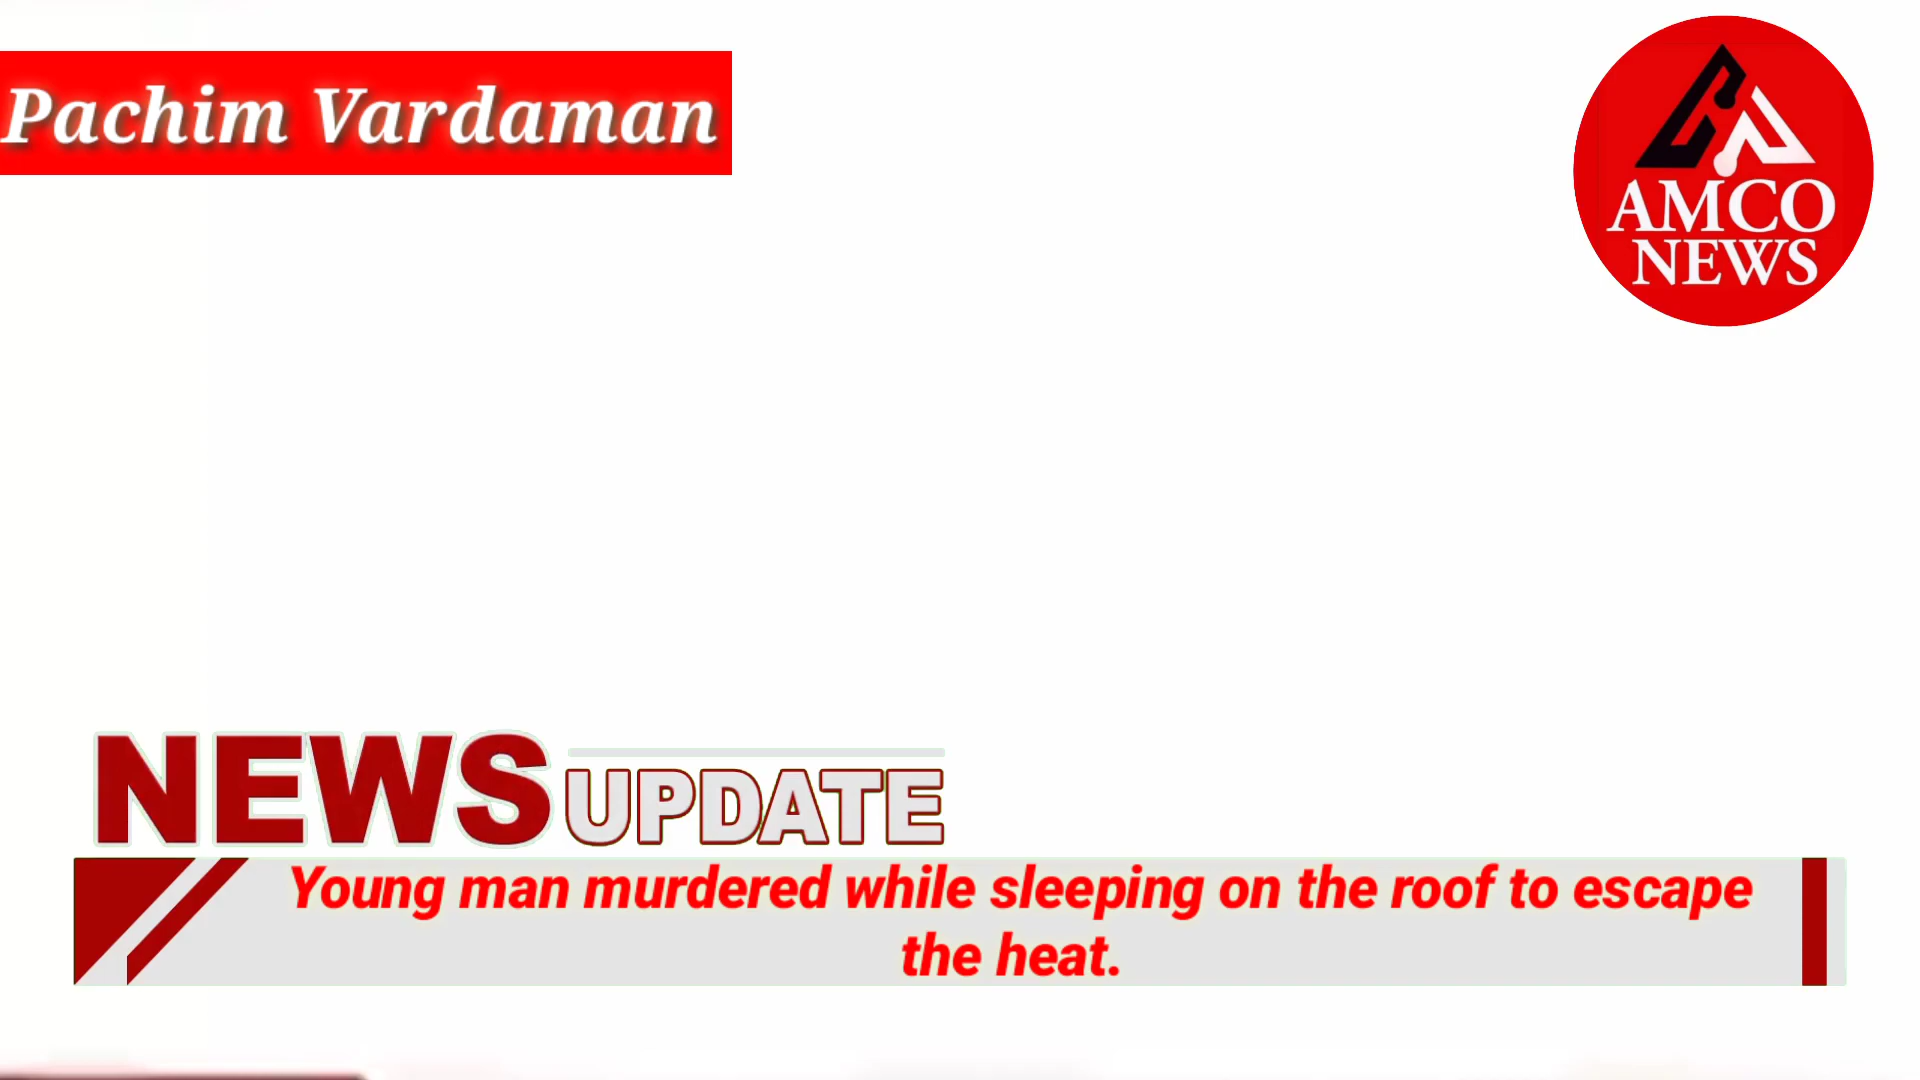 Pachim Vardaman
AMCO
NEWS
NEWS UPDATE
Young man murdered while sleeping on the roof to escape
the heat.